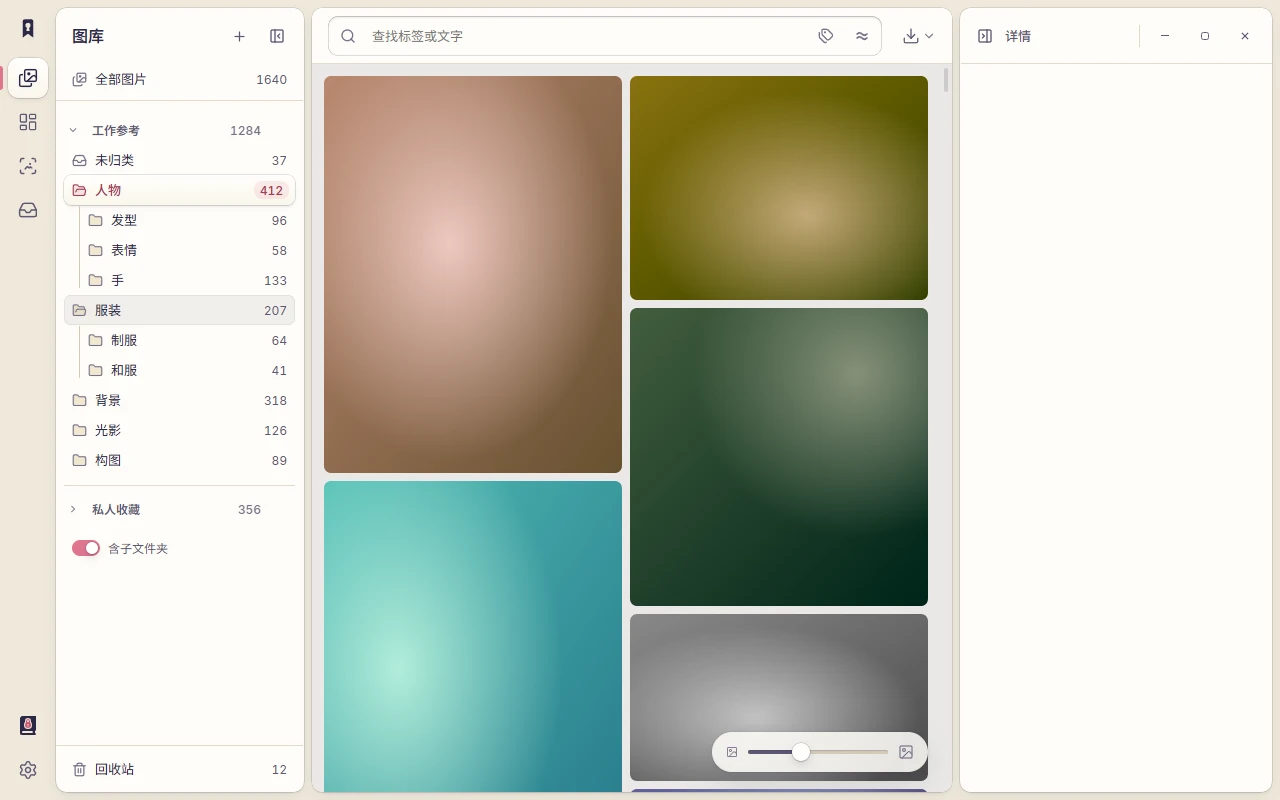 图库
全部图片 1640
工作参考 1284
未归类 37
人物 412
发型 96
表情 58
手 133
服装 207
制服 64
和服 41
背景 318
光影 126
构图 89
私人收藏 356
含子文件夹
回收站 12
查找标签或文字
详情